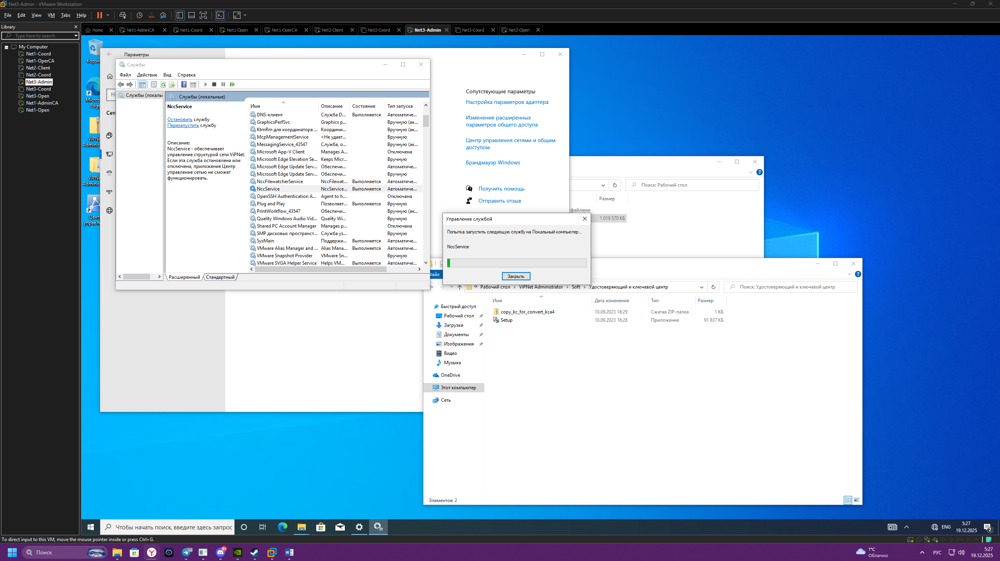 Net3-Admin - VMware Workstation
File Edit View VM Tabs Help
Library
Type here to search
My Computer
Net1-Coord
Net1-OperCA
Net2-Client
Net2-Coord
Net3-Admin
Net3-Coord
Net3-Open
Net1-AdminCA
Net1-Open
Home Net1-AdminCA Net1-Coord Net1-Open Net1-OperCA Net2-Client Net2-Coord Net3-Admin Net3-Coord Net3-Open
Параметры
Службы
Файл Действие Вид Справка
Службы (локальные)
NccService
Остановить службу
Перезапустить службу
Описание:
NccService - обеспечивает
управление структурой сети ViPNet.
Если эта служба остановлена или
отключена, приложение Центр
управление сетью не сможет
функционировать.
Имя Описание Состояние Тип запуска
DNS-клиент Служба D... Выполняется Автоматиче...
GraphicsPerfSvc Graphics p... Вручную (ак...
KtmRm для координатора ... Координи... Вручную (ак...
McpManagementService <Не удает... Вручную
MessagingService_43547 Служба, о... Вручную (ак...
Microsoft App-V Client Manages A... Отключена
Microsoft Edge Elevation Se... Keeps Micr... Вручную
Microsoft Edge Update Serv... Обеспечи... Автоматиче...
Microsoft Edge Update Serv... Обеспечи... Вручную
NccFilewatcherService NccFilewat... Выполняется Автоматиче...
NccService NccService... Выполняется Автоматиче...
OpenSSH Authentication A... Agent to h... Отключена
Plug and Play Позволяет... Выполняется Вручную
PrintWorkflow_43547 Обеспечи... Вручную (ак...
Quality Windows Audio Vid... Quality Wi... Вручную
Shared PC Account Manager Manages p... Отключена
SMP дисковых пространст... Служба уз... Вручную
SysMain Поддержи... Выполняется Автоматиче...
VMware Alias Manager and ... Alias Mana... Выполняется Автоматиче...
VMware Snapshot Provider VMware Sn... Вручную
VMware SVGA Helper Service Helps VM... Выполняется Автоматиче...
Расширенный Стандартный
Сопутствующие параметры
Настройка параметров адаптера
Изменение расширенных
параметров общего доступа
Центр управления сетями и общим
доступом
Брандмауэр Windows
Получить помощь
Отправить отзыв
Поиск: Рабочий стол
Размер
файлами
1 019 570 КБ
Управление службой
Попытка запустить следующую службу на Локальный компьютер...
NccService
Закрыть
« Рабочий стол › ViPNet Administrator › Soft › Удостоверяющий и ключевой центр
Поиск: Удостоверяющий и ключевой центр
Имя Дата изменения Тип Размер
copy_kc_for_convert_kca4 10.09.2023 18:29 Сжатая ZIP-папка 1 КБ
Setup 10.09.2023 18:28 Приложение 91 837 КБ
Быстрый доступ
Рабочий стол
Загрузки
Документы
Изображения
Видео
Музыка
OneDrive
Этот компьютер
Сеть
Элементов: 2
Чтобы начать поиск, введите здесь запрос
ENG
5:27
19.12.2025
2
To direct input to this VM, move the mouse pointer inside or press Ctrl+G.
Поиск
03
9+
1°C
Облачно
РУС
5:27
19.12.2025